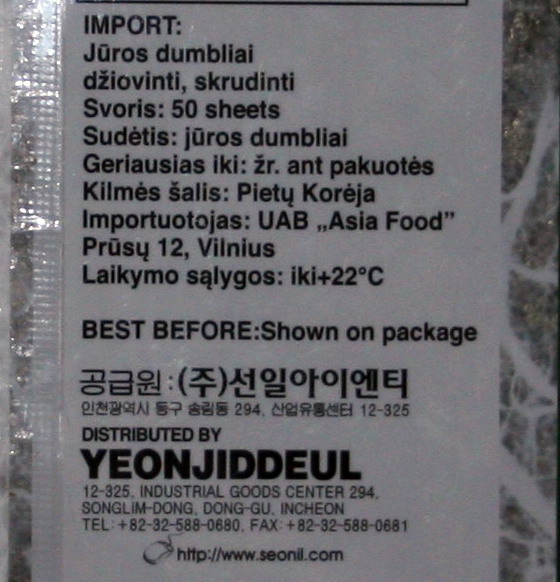 IMPORT:
Jūros dumbliai
džiovinti, skrudinti
Svoris: 50 sheets
Sudėtis: jūros dumbliai
Geriausias iki: žr. ant pakuotės
Kilmės šalis: Pietų Korėja
Importuotojas: UAB „Asia Food”
Prūsų 12, Vilnius
Laikymo sąlygos: iki+22°C
BEST BEFORE:Shown on package
공급원 : (주)선일아이엔티
인천광역시 동구 송림동 294, 산업유통센터 12-325
DISTRIBUTED BY
YEONJIDDEUL
12-325, INDUSTRIAL GOODS CENTER 294,
SONGLIM-DONG, DONG-GU, INCHEON
TEL: +82-32-588-0680, FAX: +82-32-588-0681
http://www.seonil.com